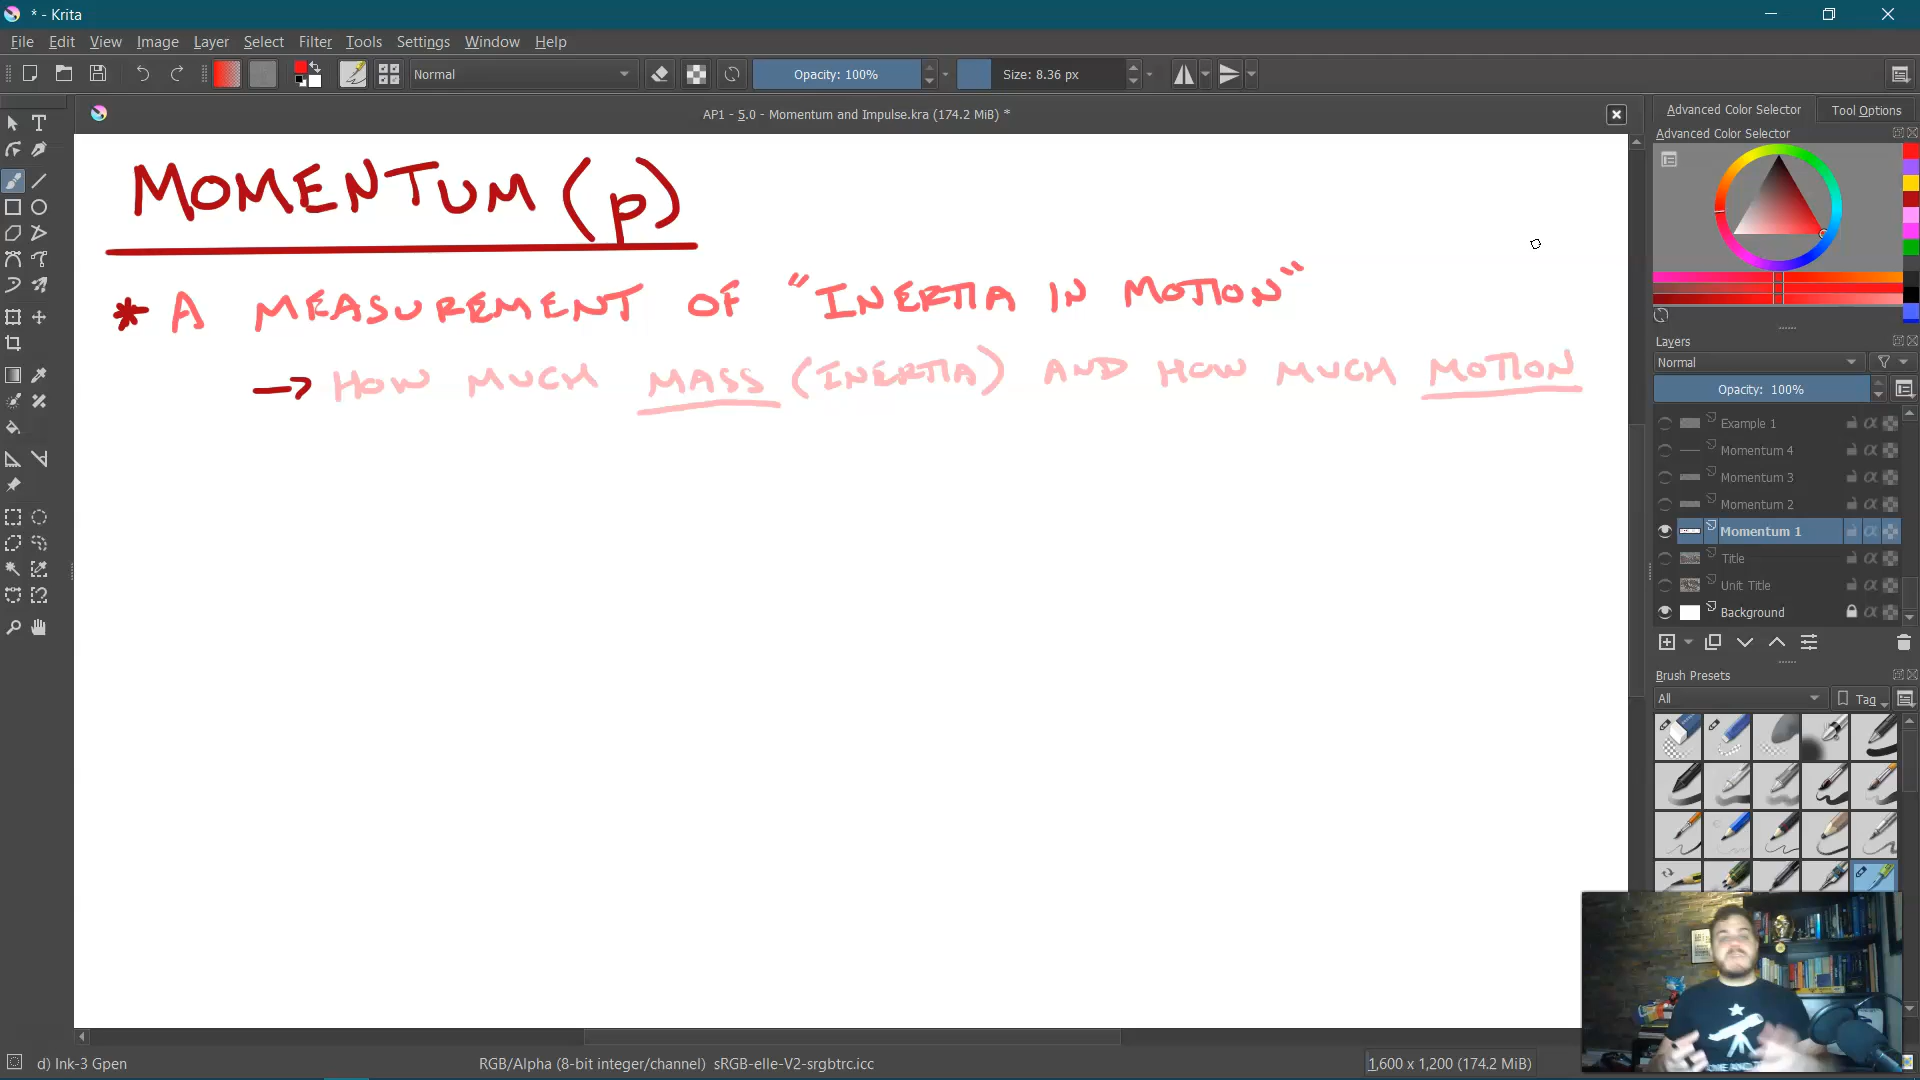 * - Krita
File Edit View Image Layer Select Filter Tools Settings Window Help
Normal Opacity: 100% Size: 8.36 px
AP1 - 5.0 - Momentum and Impulse.kra (174.2 MiB) *
MOMENTUM (p)
* A MEASUREMENT OF "INERTIA IN MOTION"
→ HOW MUCH MASS (INERTIA) AND HOW MUCH MOTION
Advanced Color Selector Tool Options
Advanced Color Selector
Layers
Normal
Opacity: 100%
Example 1
Momentum 4
Momentum 3
Momentum 2
Momentum 1
Title
Unit Title
Background
Brush Presets
All Tag
d) Ink-3 Gpen RGB/Alpha (8-bit integer/channel) sRGB-elle-V2-srgbtrc.icc 1,600 x 1,200 (174.2 MiB)